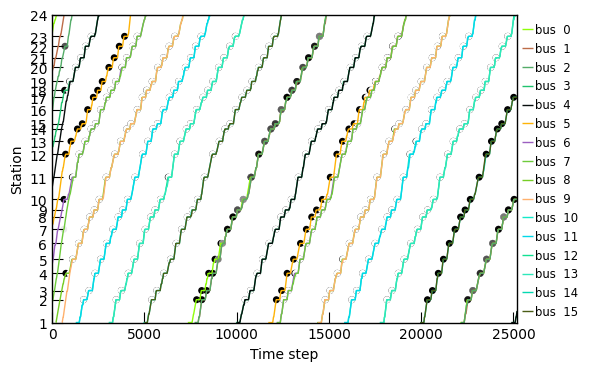 24
23
22
21
20
19
18
17
16
15
14
13
12
11
10
9
8
7
6
5
4
3
2
1
Station
0
5000
10000
15000
20000
25000
Time step
bus 0
bus 1
bus 2
bus 3
bus 4
bus 5
bus 6
bus 7
bus 8
bus 9
bus 10
bus 11
bus 12
bus 13
bus 14
bus 15